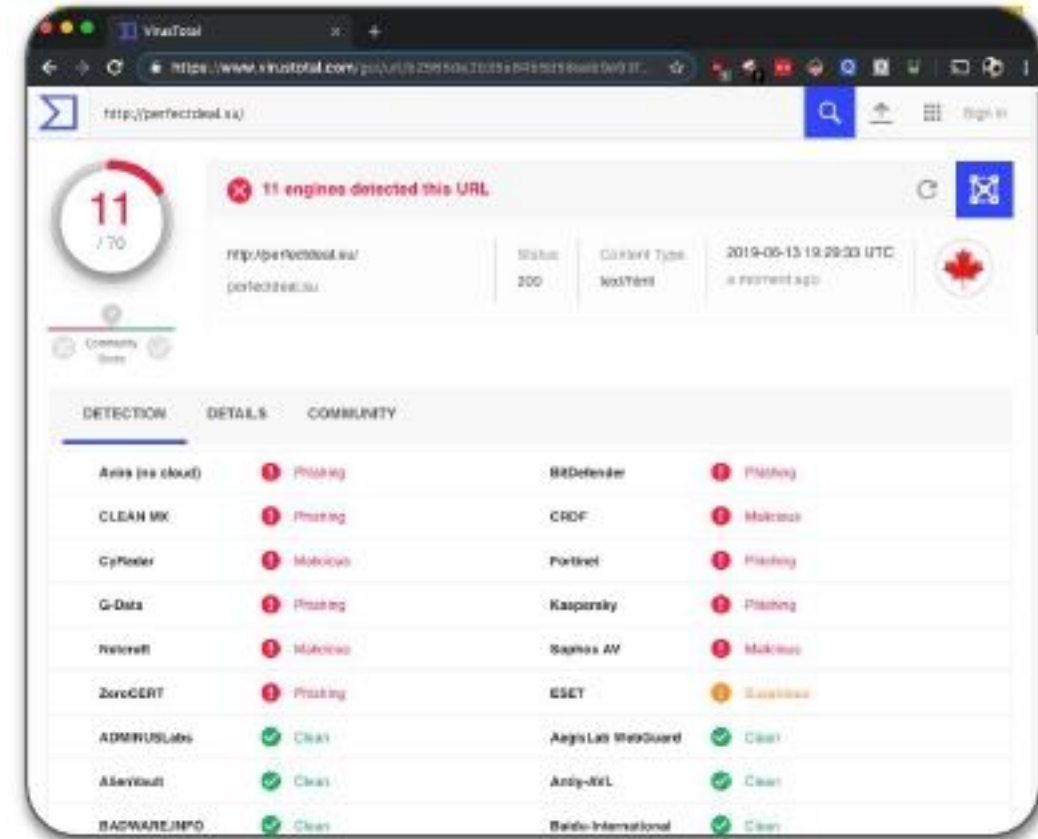 VirusTotal
http://perfectdeal.su/
Sign in
11
/ 70
11 engines detected this URL
http://perfectdeal.su/
perfectdeal.su
Status
200
Content Type
text/html
2019-06-13 19:29:33 UTC
a moment ago
Community
Score
DETECTION DETAILS COMMUNITY
Avira (no cloud) Phishing BitDefender Phishing
CLEAN MX Phishing CRDF Malicious
CyRadar Malicious Fortinet Phishing
G-Data Phishing Kaspersky Phishing
Netcraft Malicious Sophos AV Malicious
ZeroCERT Phishing ESET Suspicious
ADMINUSLabs Clean AegisLab WebGuard Clean
AlienVault Clean Antiy-AVL Clean
BADWARE.INFO Clean Baidu-International Clean